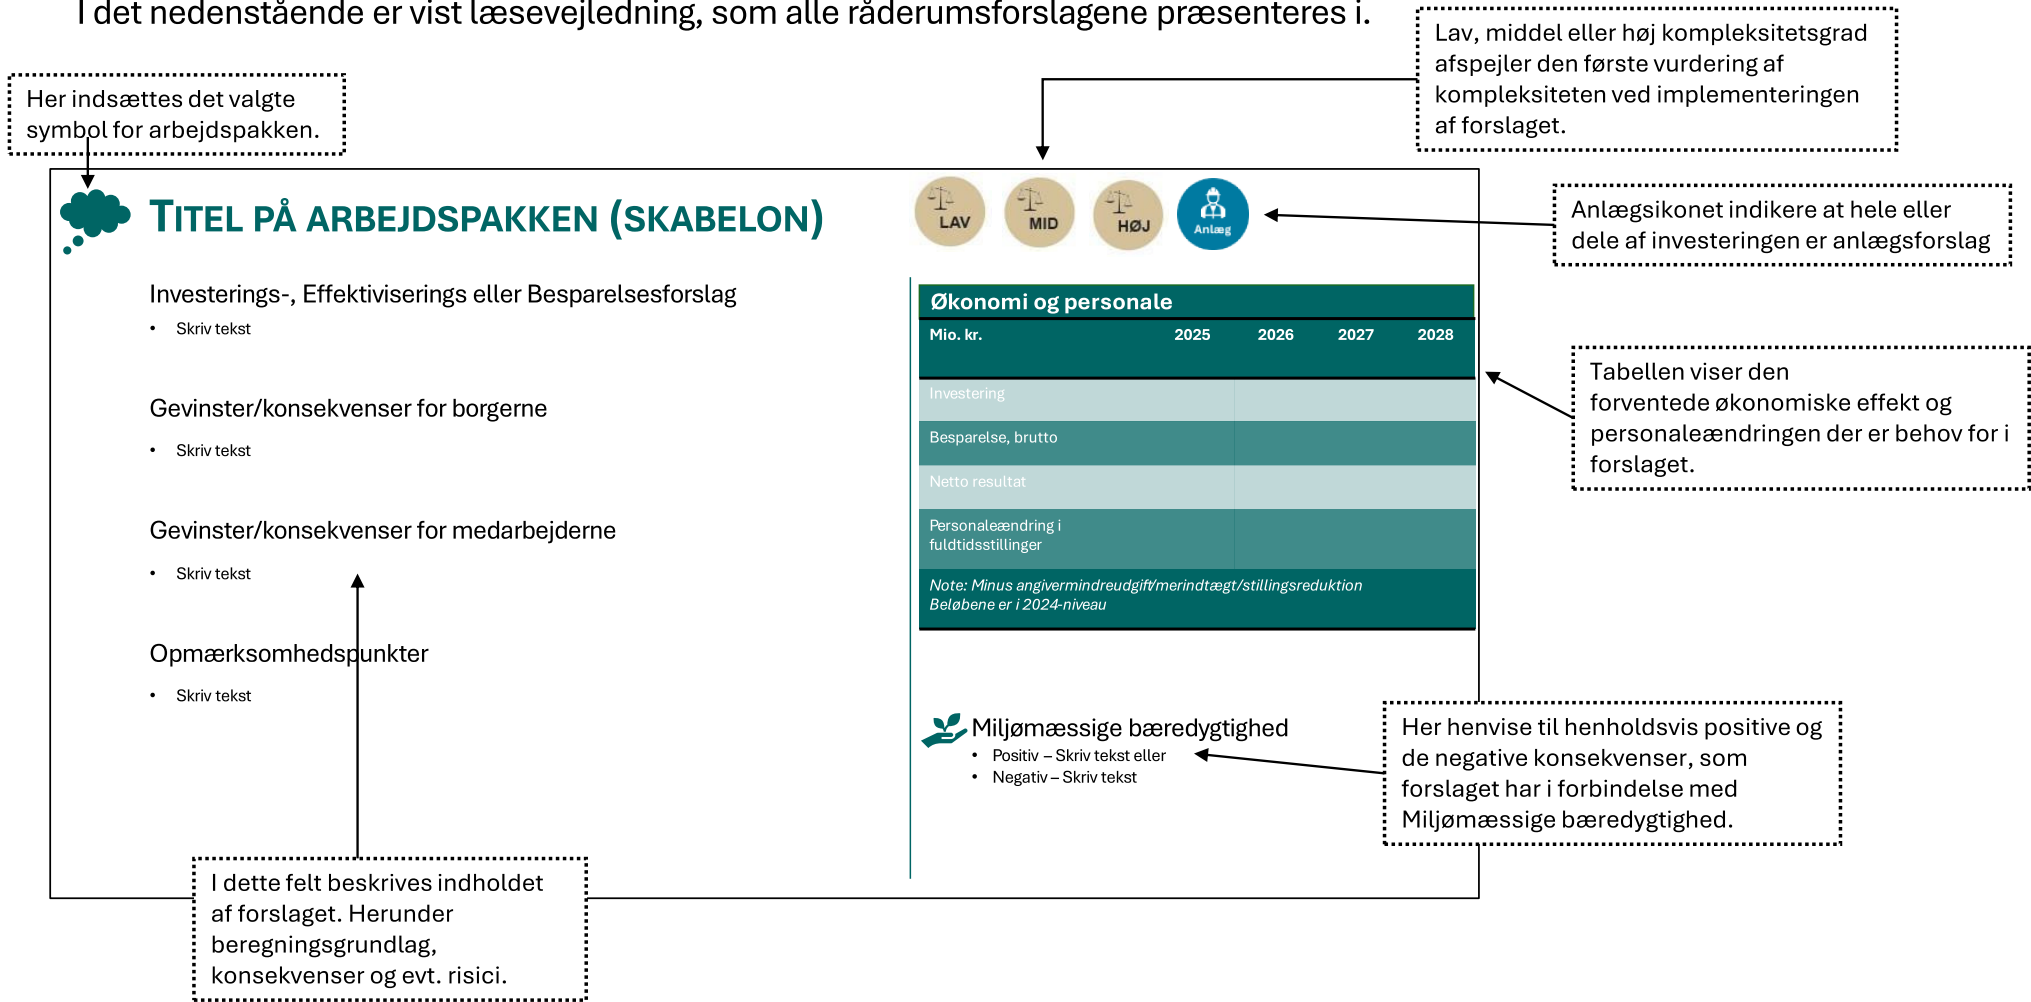 I det nedenstående er vist læsevejledning, som alle råderumsforslagene præsenteres i.
Lav, middel eller høj kompleksitetsgrad
afspejler den første vurdering af
kompleksiteten ved implementeringen
af forslaget.
Her indsættes det valgte
symbol for arbejdspakken.
TITEL PÅ ARBEJDSPAKKEN (SKABELON)
LAV
MID
HØJ
Anlæg
Anlægsikonet indikere at hele eller
dele af investeringen er anlægsforslag
Investerings-, Effektiviserings eller Besparelsesforslag
• Skriv tekst
Gevinster/konsekvenser for borgerne
• Skriv tekst
Gevinster/konsekvenser for medarbejderne
• Skriv tekst
Opmærksomhedspunkter
• Skriv tekst
I dette felt beskrives indholdet
af forslaget. Herunder
beregningsgrundlag,
konsekvenser og evt. risici.
Økonomi og personale
Mio. kr. 2025 2026 2027 2028
Investering
Besparelse, brutto
Netto resultat
Personaleændring i
fuldtidsstillinger
Note: Minus angivermindreudgift/merindtægt/stillingsreduktion
Beløbene er i 2024-niveau
Tabellen viser den
forventede økonomiske effekt og
personaleændringen der er behov for i
forslaget.
Miljømæssige bæredygtighed
• Positiv – Skriv tekst eller
• Negativ – Skriv tekst
Her henvise til henholdsvis positive og
de negative konsekvenser, som
forslaget har i forbindelse med
Miljømæssige bæredygtighed.